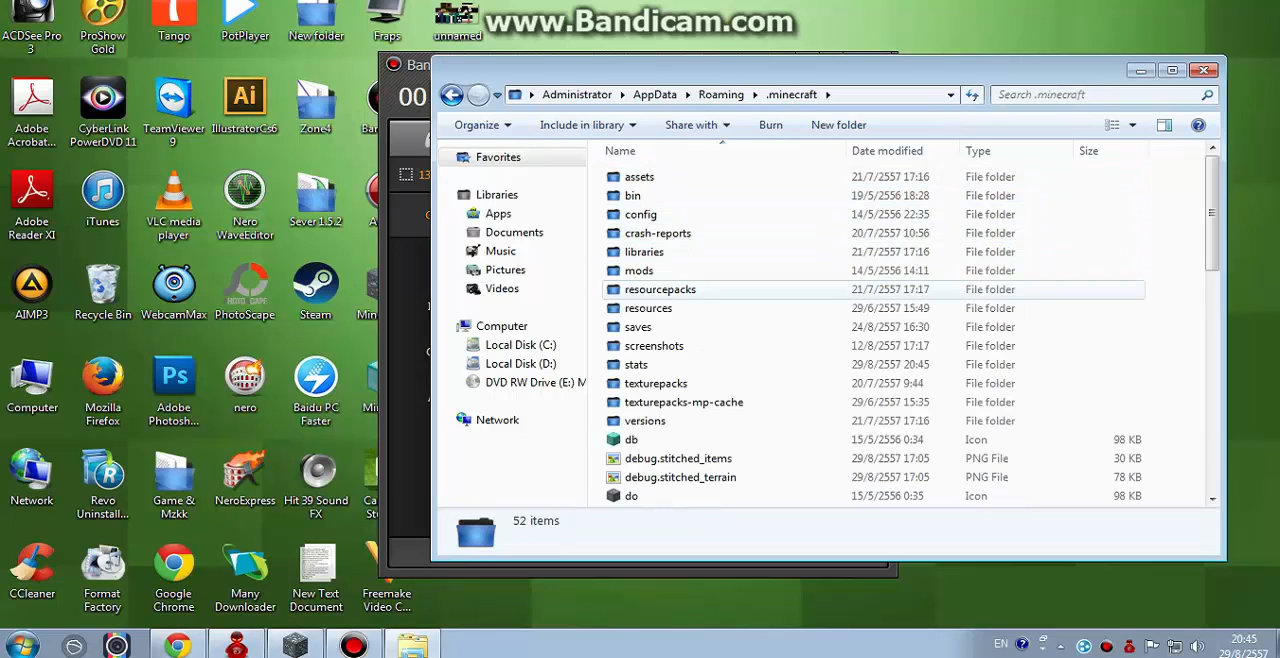 www.Bandicam.com
ACDSee Pro
3
ProShow
Gold
Tango
PotPlayer
New folder
Fraps
unnamed
Ban
Administrator
AppData
Roaming
.minecraft
Search .minecraft
00
Organize
Include in library
Share with
Burn
New folder
Adobe
Acrobat...
CyberLink
PowerDVD 11
TeamViewer
9
Ai
IllustratorCs6
Zone4
Ban
Name
Date modified
Type
Size
Favorites
Libraries
Apps
Documents
Music
Pictures
Videos
Computer
Local Disk (C:)
Local Disk (D:)
DVD RW Drive (E:) M
Network
assets 21/7/2557 17:16 File folder
bin 19/5/2556 18:28 File folder
config 14/5/2556 22:35 File folder
crash-reports 20/7/2557 10:56 File folder
libraries 21/7/2557 17:16 File folder
mods 14/5/2556 14:11 File folder
resourcepacks 21/7/2557 17:17 File folder
resources 29/6/2557 15:49 File folder
saves 24/8/2557 16:30 File folder
screenshots 12/8/2557 17:17 File folder
stats 29/8/2557 20:45 File folder
texturepacks 20/7/2557 9:44 File folder
texturepacks-mp-cache 29/6/2557 15:35 File folder
versions 21/7/2557 17:16 File folder
db 15/5/2556 0:34 Icon 98 KB
debug.stitched_items 29/8/2557 17:05 PNG File 30 KB
debug.stitched_terrain 29/8/2557 17:05 PNG File 78 KB
do 15/5/2556 0:35 Icon 98 KB
52 items
13
Adobe
Reader XI
iTunes
VLC media
player
Nero
WaveEditor
Sever 1.5.2
A
AIMP3
Recycle Bin
WebcamMax
PhotoScape
Steam
Min
Computer
Mozilla
Firefox
Ps
Adobe
Photosh...
nero
Baidu PC
Faster
Min
Network
Revo
Uninstall...
Game &
Mzkk
NeroExpress
Hit 39 Sound
FX
Ca
St
CCleaner
Format
Factory
Google
Chrome
Many
Downloader
New Text
Document
Freemake
Video C...
EN
20:45
29/8/2557